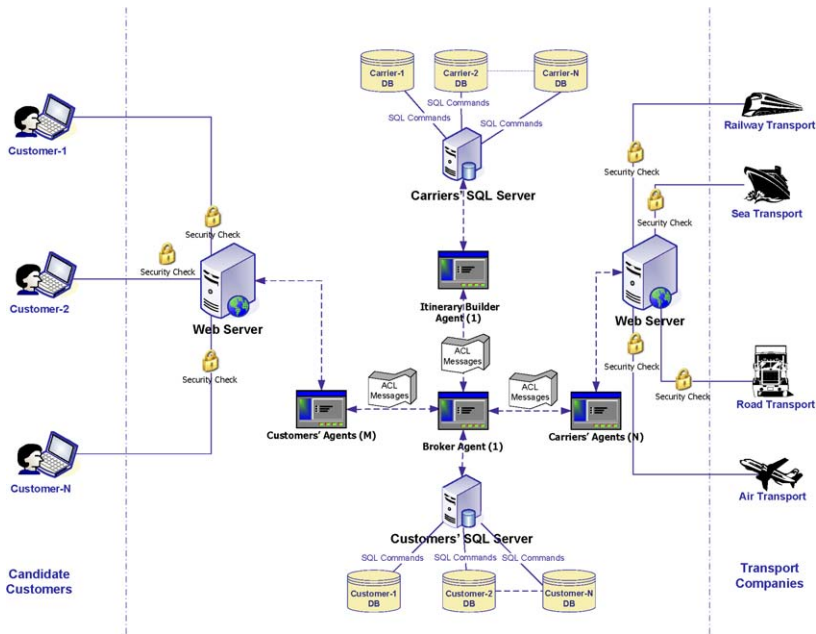 Carrier-1
DB
Carrier-2
DB
Carrier-N
DB
SQL Commands
SQL Commands
SQL Commands
Carriers' SQL Server
Customer-1
Customer-2
Customer-N
Security Check
Security Check
Security Check
Web Server
Itinerary Builder
Agent (1)
ACL
Messages
ACL
Messages
ACL
Messages
Customers' Agents (M)
Broker Agent (1)
Carriers' Agents (N)
Customers' SQL Server
SQL Commands
SQL Commands
SQL Commands
Customer-1
DB
Customer-2
DB
Customer-N
DB
Web Server
Security Check
Security Check
Security Check
Security Check
Railway Transport
Sea Transport
Road Transport
Air Transport
Candidate
Customers
Transport
Companies